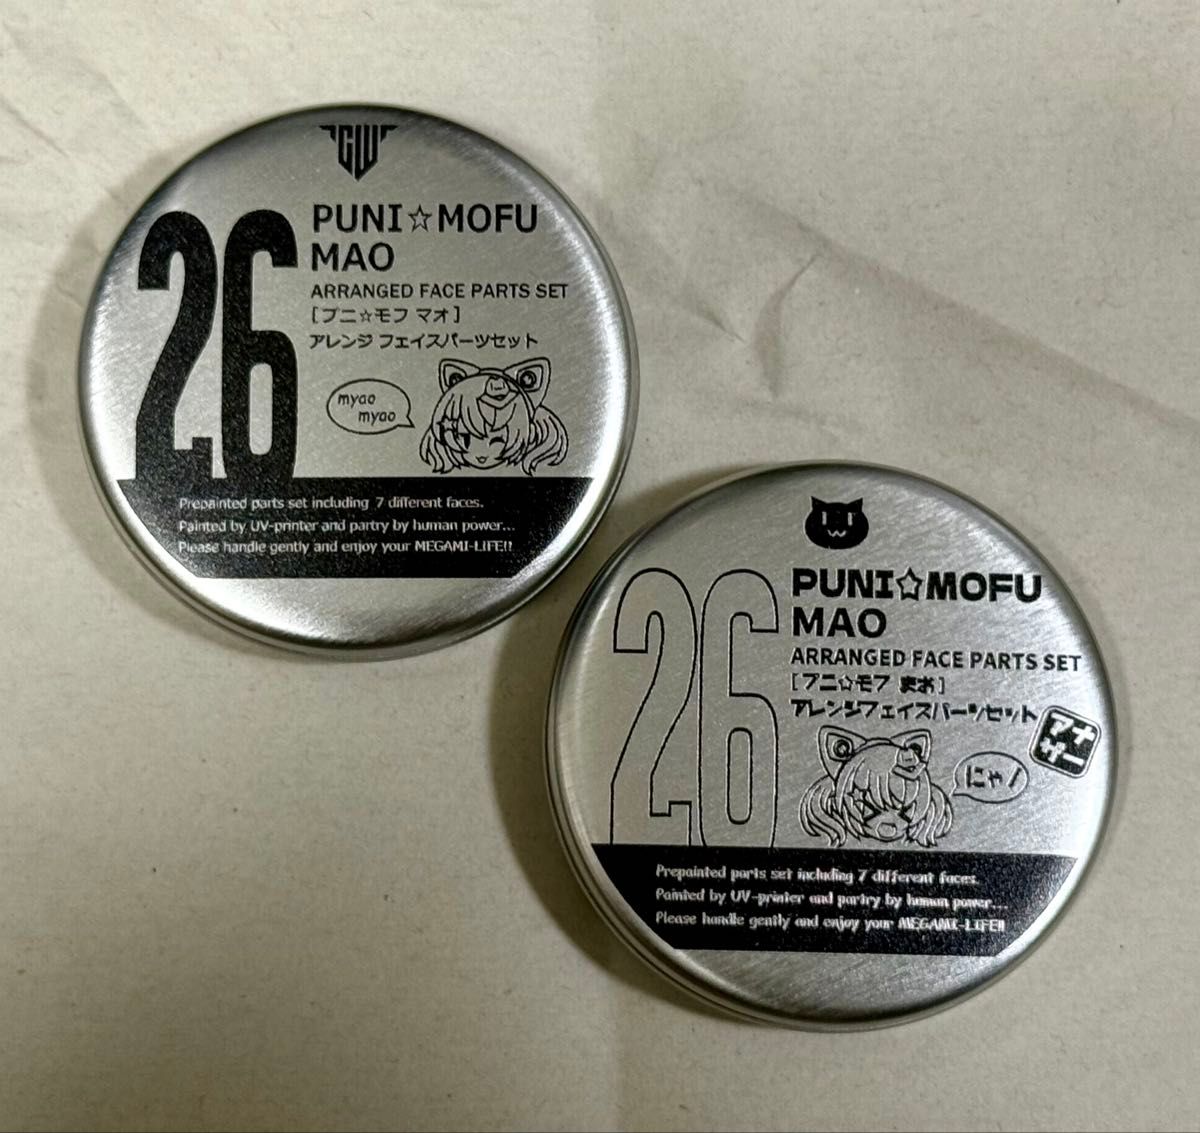 GW
26
PUNI☆MOFU
MAO
ARRANGED FACE PARTS SET
[プニ☆モフ マオ]
アレンジ フェイスパーツセット
myao
myao
Prepainted parts set including 7 different faces.
Painted by UV-printer and partry by human power...
Please handle gently and enjoy your MEGAMI-LIFE!!
26
PUNI☆MOFU
MAO
ARRANGED FACE PARTS SET
[プニ☆モフ まお]
アレンジフェイスパーツセット
アナ
ザー
にゃ!
Prepainted parts set including 7 different faces.
Painted by UV-printer and partry by human power...
Please handle gently and enjoy your MEGAMI-LIFE!!